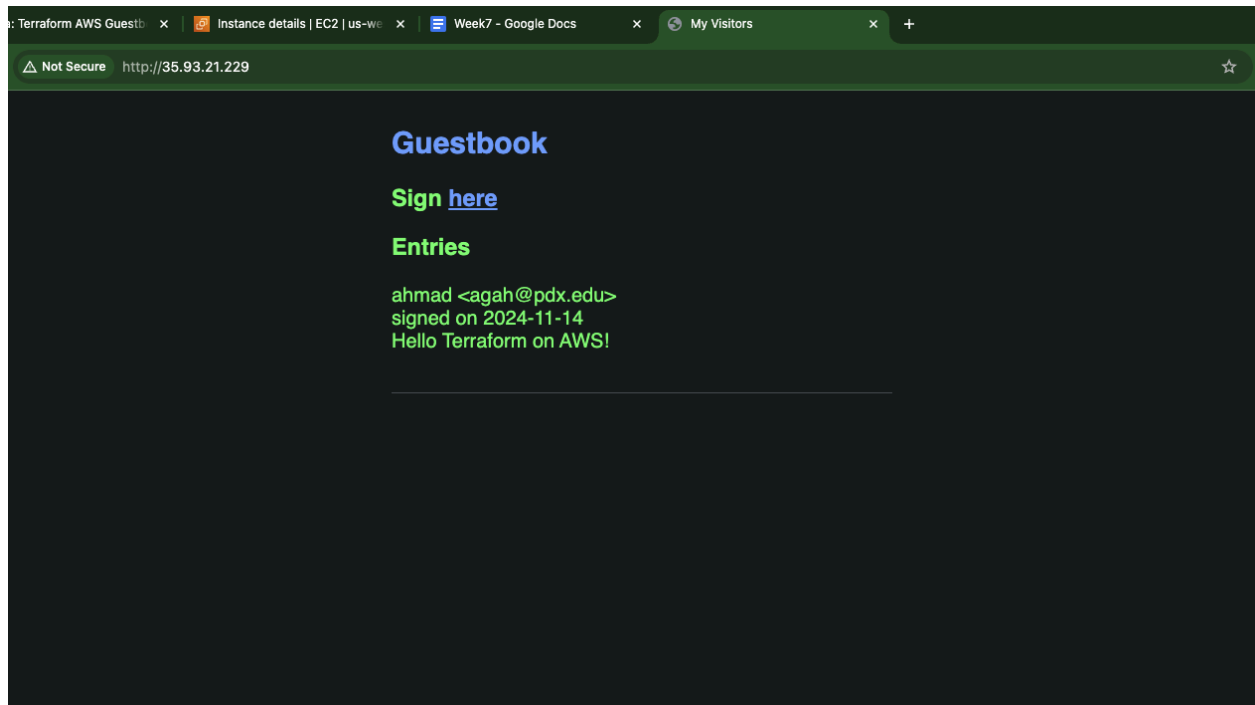 : Terraform AWS Guestb
Instance details | EC2 | us-we
Week7 - Google Docs
My Visitors
Not Secure http://35.93.21.229
Guestbook
Sign here
Entries
ahmad <agah@pdx.edu>
signed on 2024-11-14
Hello Terraform on AWS!